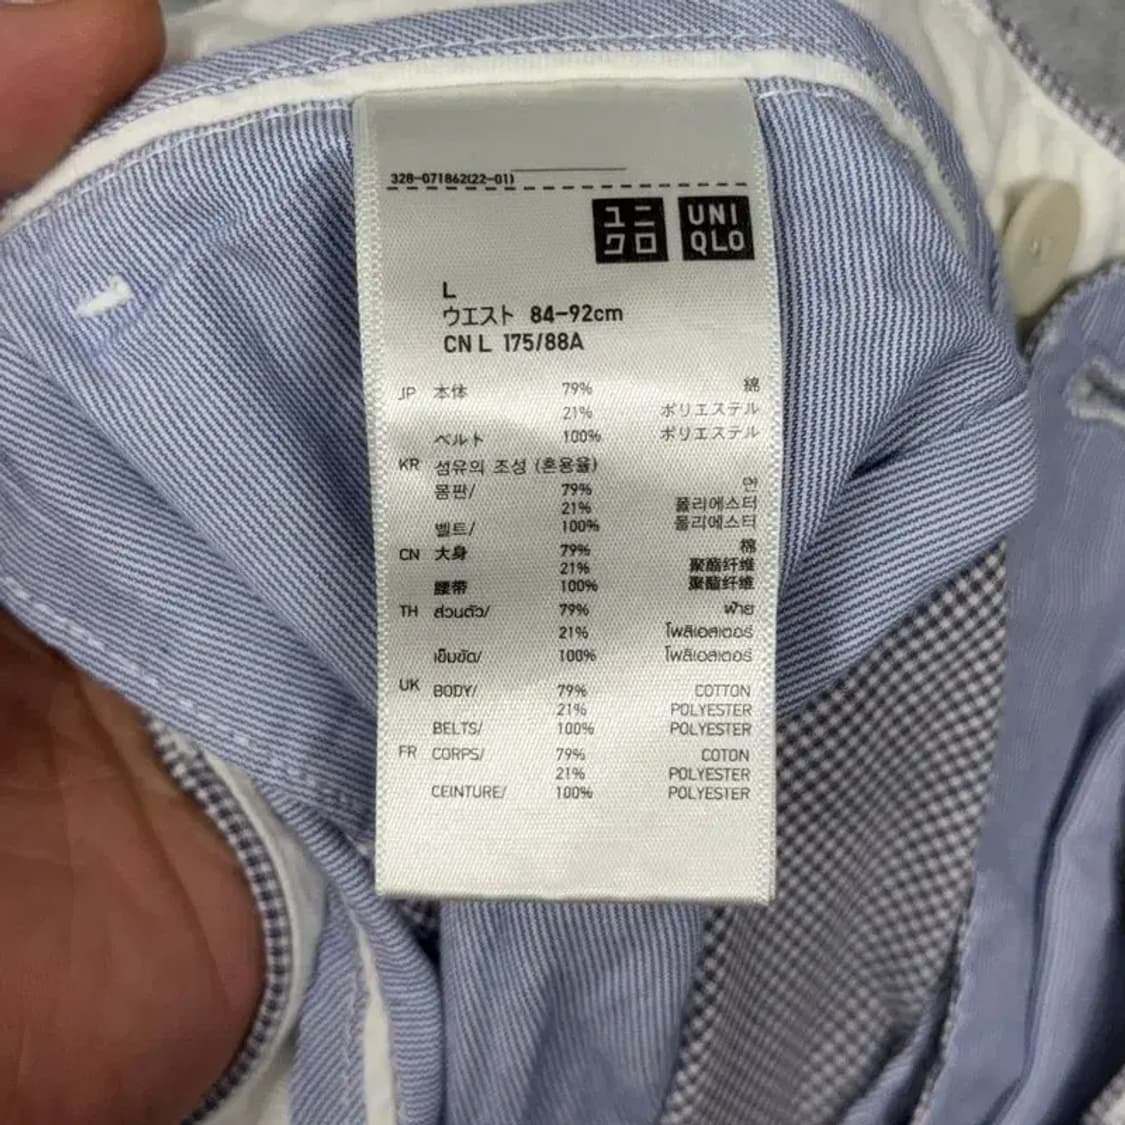 328-071862(22-01)
ユニ UNI
クロ QLO
L
ウエスト 84-92cm
CN L 175/88A
JP 本体 79% 綿
21% ポリエステル
ベルト 100% ポリエステル
KR 섬유의 조성 (혼용율)
몸판/ 79% 면
21% 폴리에스터
벨트/ 100% 폴리에스터
CN 大身 79% 棉
21% 聚酯纤维
腰带 100% 聚酯纤维
TH ส่วนตัว/ 79% ฝ้าย
21% โพลิเอสเตอร์
เข็มขัด/ 100% โพลิเอสเตอร์
UK BODY/ 79% COTTON
21% POLYESTER
BELTS/ 100% POLYESTER
FR CORPS/ 79% COTON
21% POLYESTER
CEINTURE/ 100% POLYESTER